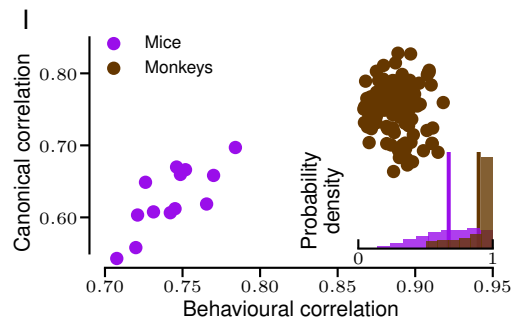 I
Mice
Monkeys
Canonical correlation
0.80
0.70
0.60
Probability
density
0 1
0.70 0.75 0.80 0.85 0.90 0.95
Behavioural correlation